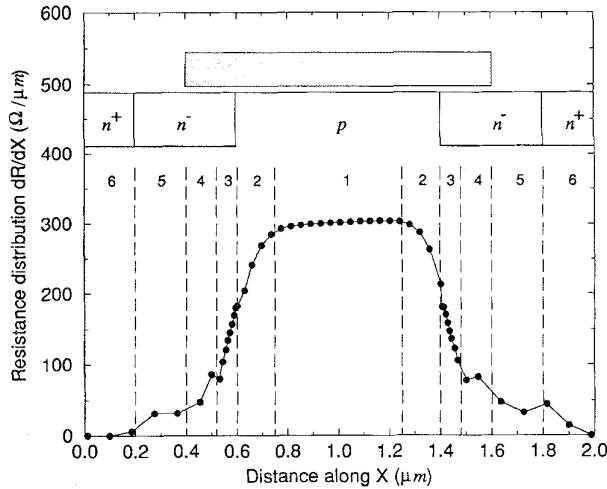 600
500
400
300
200
100
0
Resistance distribution dR/dX (Ω/μm)
n+ n- p n- n+
6 5 4 3 2 1 2 3 4 5 6
0.0 0.2 0.4 0.6 0.8 1.0 1.2 1.4 1.6 1.8 2.0
Distance along X (μm)